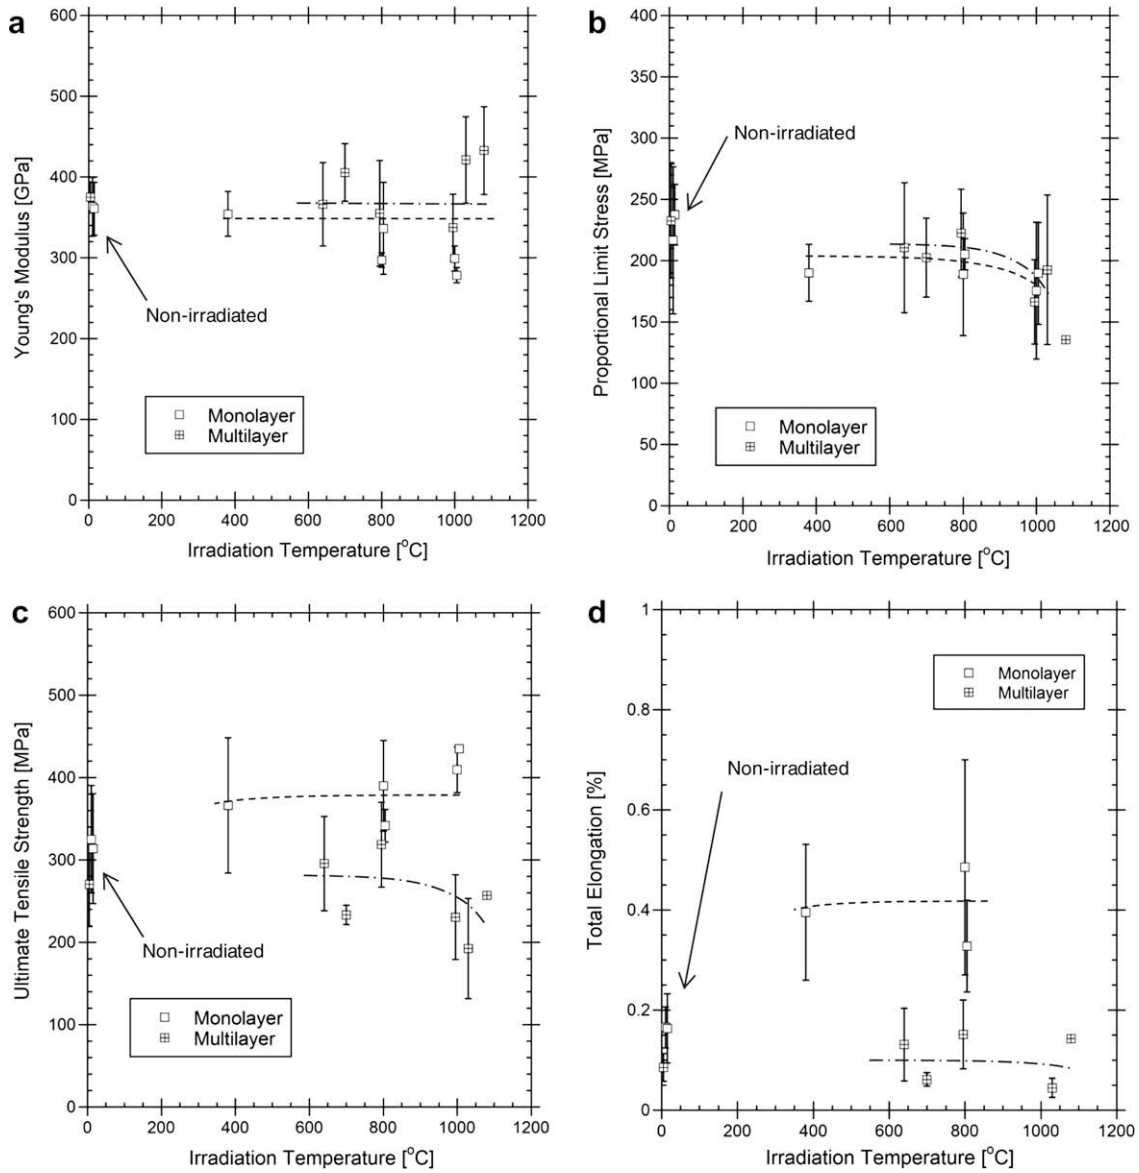 a
600
500
400
300
200
100
0
Young's Modulus [GPa]
Non-irradiated
Monolayer
Multilayer
0 200 400 600 800 1000 1200
Irradiation Temperature [°C]
b
400
350
300
250
200
150
100
50
0
Proportional Limit Stress [MPa]
Non-irradiated
Monolayer
Multilayer
0 200 400 600 800 1000 1200
Irradiation Temperature [°C]
c
600
500
400
300
200
100
0
Ultimate Tensile Strength [MPa]
Non-irradiated
Monolayer
Multilayer
0 200 400 600 800 1000 1200
Irradiation Temperature [°C]
d
1
0.8
0.6
0.4
0.2
0
Total Elongation [%]
Monolayer
Multilayer
Non-irradiated
0 200 400 600 800 1000 1200
Irradiation Temperature [°C]